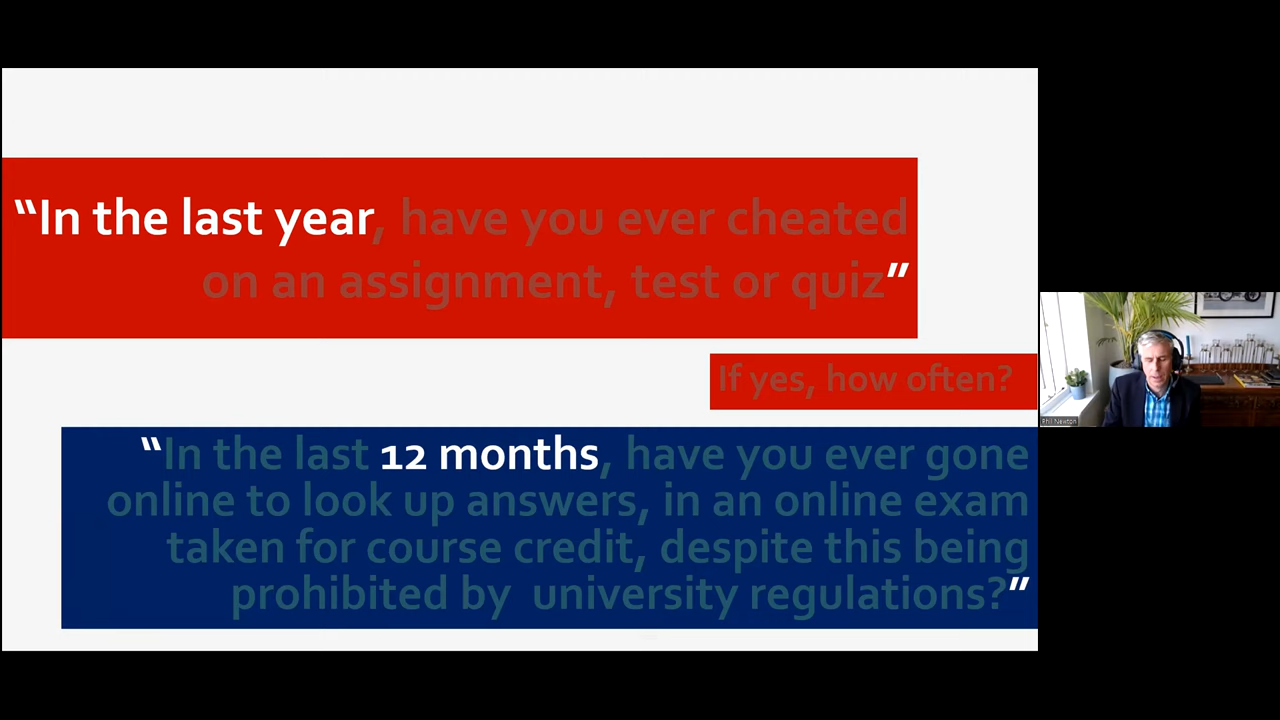 “In the last year, have you ever cheated
on an assignment, test or quiz”
If yes, how often?
“In the last 12 months, have you ever gone
online to look up answers, in an online exam
taken for course credit, despite this being
prohibited by  university regulations?”
Phil Newton